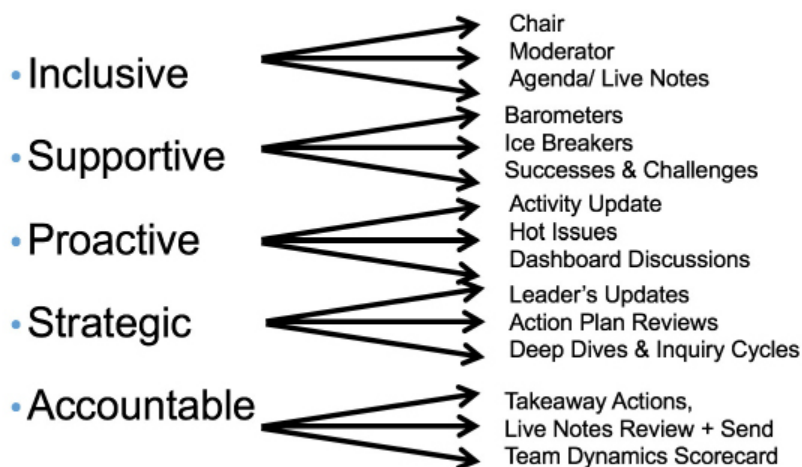 • Inclusive
Chair
Moderator
Agenda/ Live Notes
• Supportive
Barometers
Ice Breakers
Successes & Challenges
• Proactive
Activity Update
Hot Issues
Dashboard Discussions
• Strategic
Leader's Updates
Action Plan Reviews
Deep Dives & Inquiry Cycles
• Accountable
Takeaway Actions,
Live Notes Review + Send
Team Dynamics Scorecard